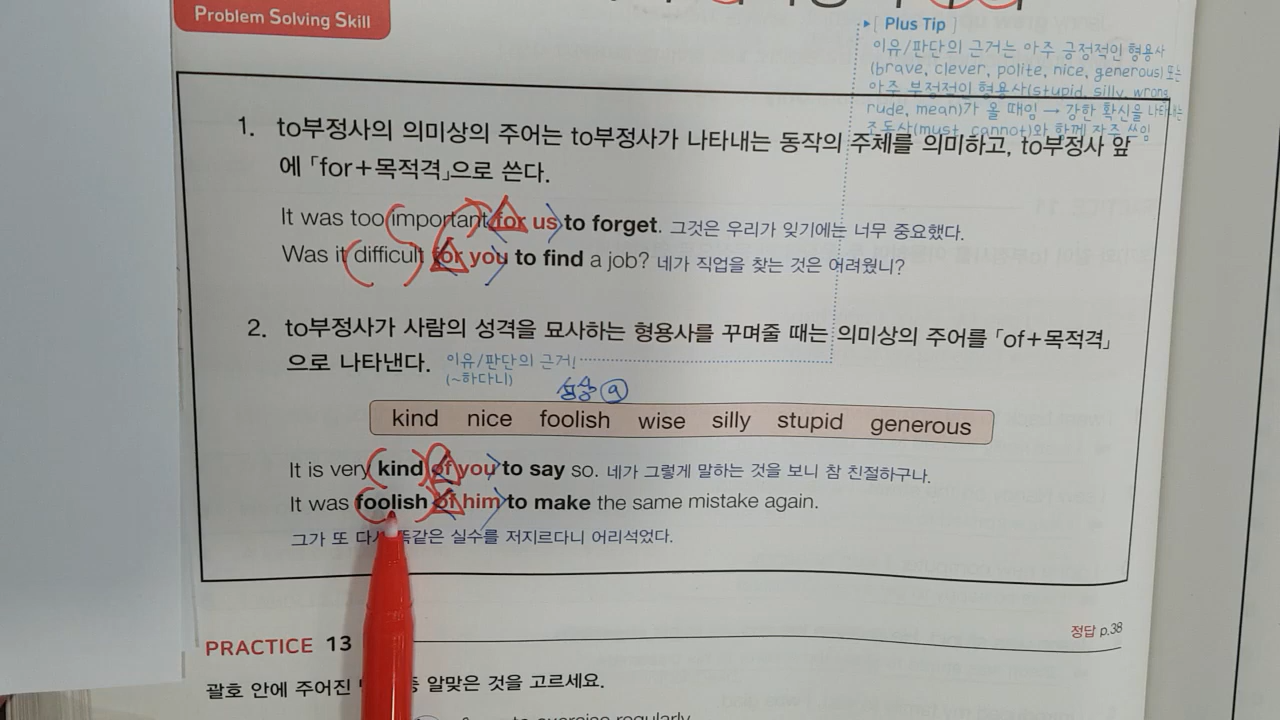 Problem Solving Skill
[ Plus Tip ]
이유/판단의 근거는 아주 긍정적인 형용사
(brave, clever, polite, nice, generous) 또는
아주 부정적인 형용사(stupid, silly, wrong,
rude, mean)가 올 때임 → 강한 확신을 나타내는
조동사(must, cannot)와 함께 자주 쓰임
1. to부정사의 의미상의 주어는 to부정사가 나타내는 동작의 주체를 의미하고, to부정사 앞
에 「for+목적격」으로 쓴다.
It was too important for us to forget. 그것은 우리가 잊기에는 너무 중요했다.
Was it difficult for you to find a job? 네가 직업을 찾는 것은 어려웠니?
2. to부정사가 사람의 성격을 묘사하는 형용사를 꾸며줄 때는 의미상의 주어를 「of+목적격」
으로 나타낸다. 이유/판단의 근거!
(~하다니)
kind nice foolish wise silly stupid generous
It is very kind of you to say so. 네가 그렇게 말하는 것을 보니 참 친절하구나.
It was foolish of him to make the same mistake again.
그가 또 다시 똑같은 실수를 저지르다니 어리석었다.
PRACTICE 13
정답 p.38
괄호 안에 주어진 알맞은 것을 고르세요.
to exercise regularly